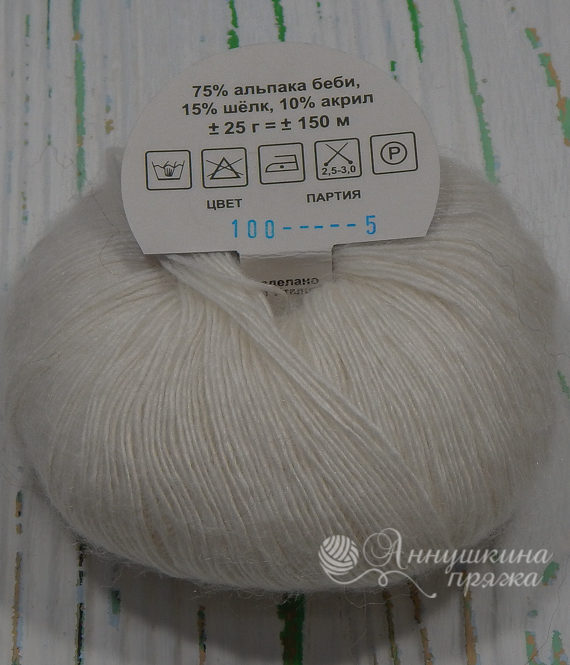 75% альпака беби,
15% шёлк, 10% акрил
± 25 г = ± 150 м
P
2,5-3,0
ЦВЕТ ПАРТИЯ
100-----5
Аннушкина
пряжа